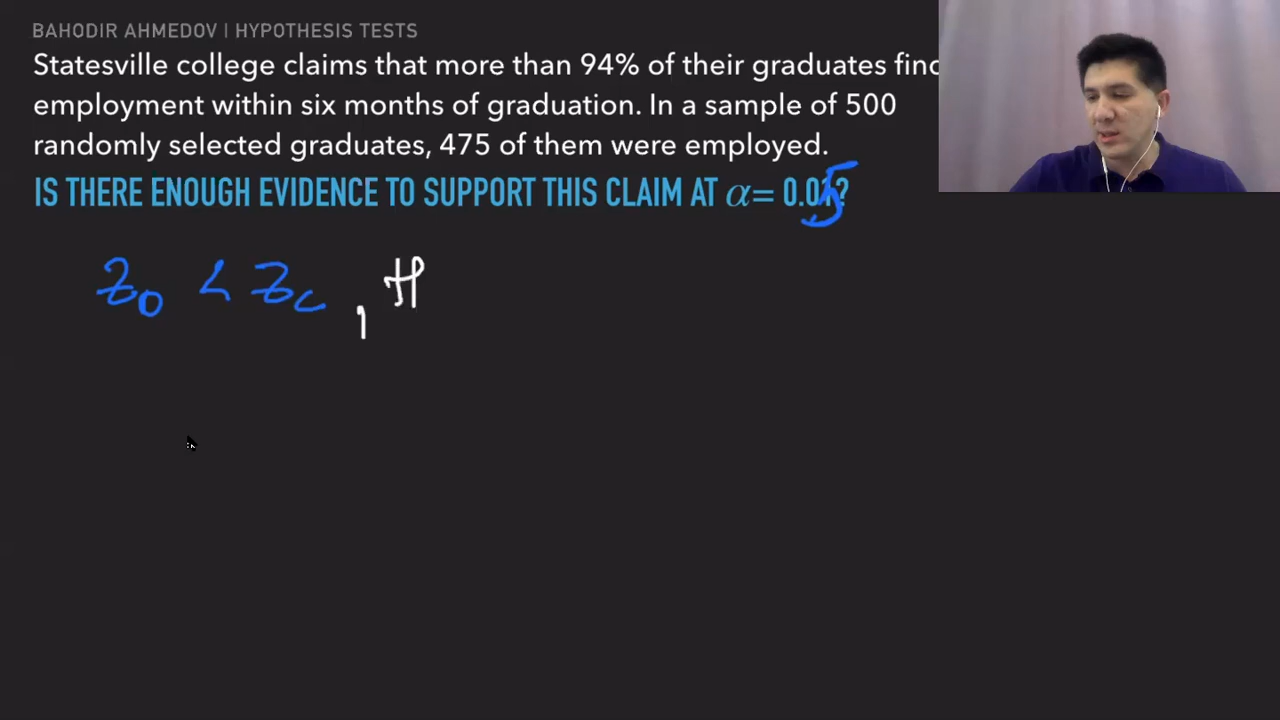 BAHODIR AHMEDOV | HYPOTHESIS TESTS
Statesville college claims that more than 94% of their graduates find
employment within six months of graduation. In a sample of 500
randomly selected graduates, 475 of them were employed.
IS THERE ENOUGH EVIDENCE TO SUPPORT THIS CLAIM AT α= 0.05?
z₀ < z_c , H